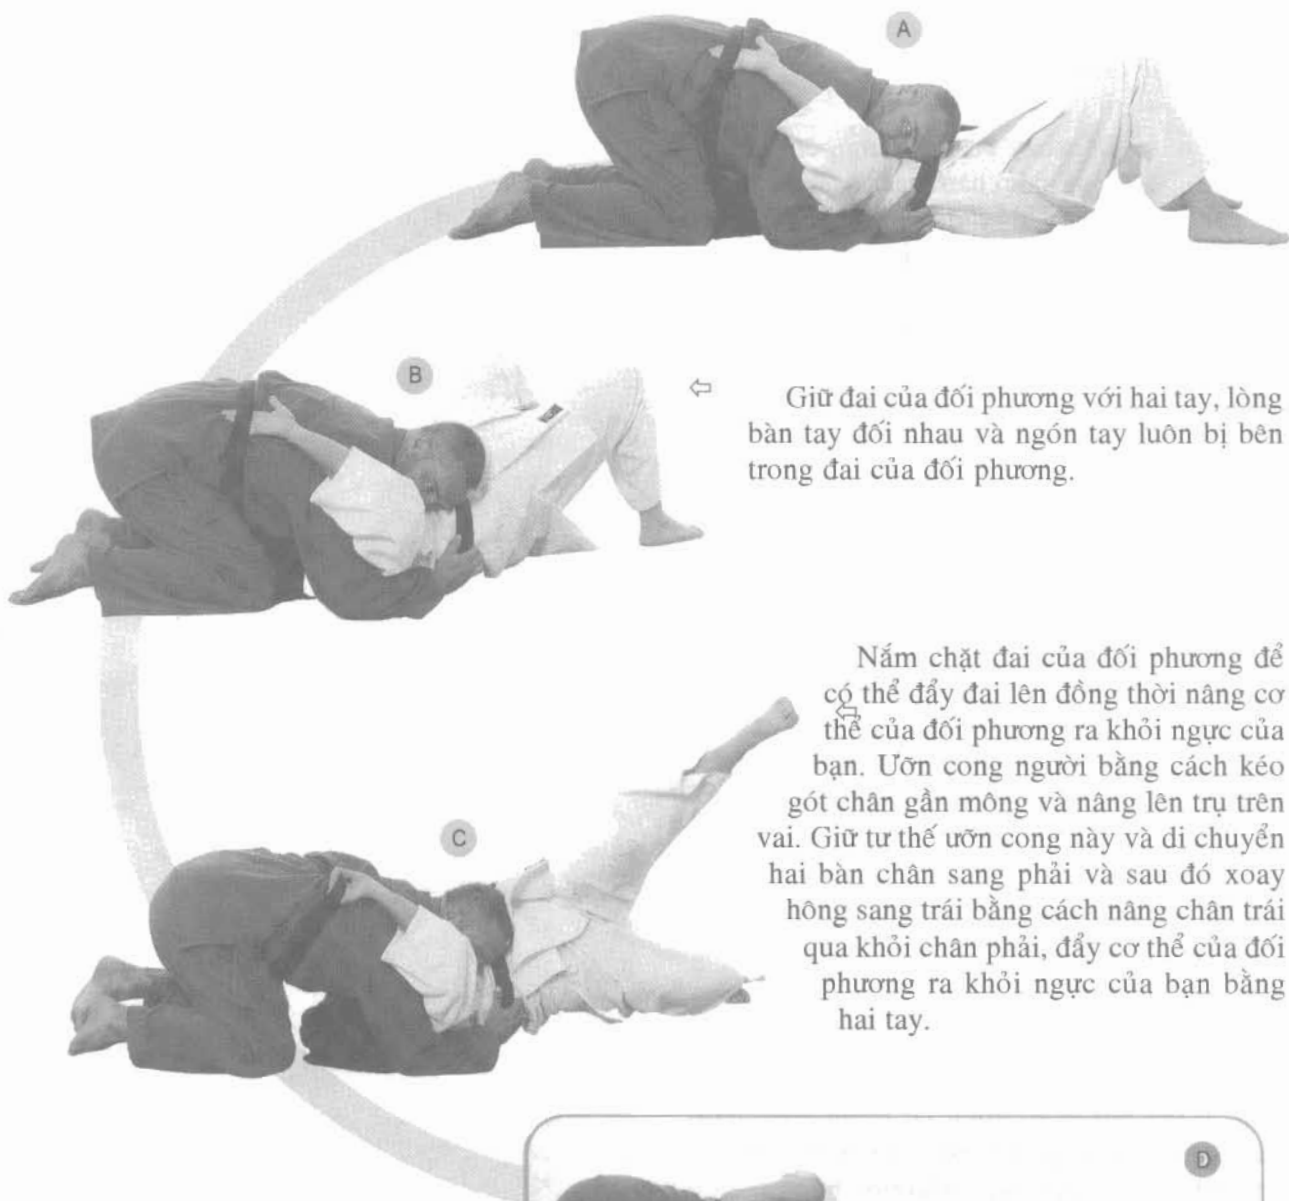 A
B
Giữ đai của đối phương với hai tay, lòng
bàn tay đối nhau và ngón tay luôn bị bên
trong đai của đối phương.
Nắm chặt đai của đối phương để
có thể đẩy đai lên đồng thời nâng cơ
thể của đối phương ra khỏi ngực của
bạn. Uỡn cong người bằng cách kéo
gót chân gần mông và nâng lên trụ trên
vai. Giữ tư thế ưỡn cong này và di chuyển
hai bàn chân sang phải và sau đó xoay
hông sang trái bằng cách nâng chân trái
qua khỏi chân phải, đẩy cơ thể của đối
phương ra khỏi ngực của bạn bằng
hai tay.
C
D